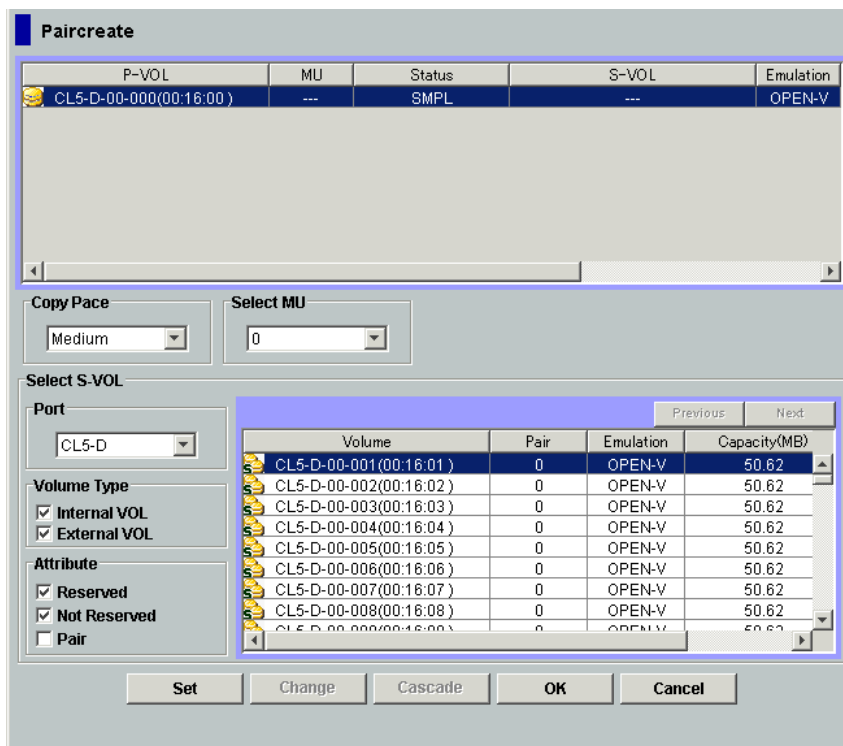 Paircreate
P-VOL MU Status S-VOL Emulation
CL5-D-00-000(00:16:00 ) --- SMPL --- OPEN-V
Copy Pace Select MU
Medium 0
Select S-VOL
Port
CL5-D
Previous Next
Volume Pair Emulation Capacity(MB)
CL5-D-00-001(00:16:01 ) 0 OPEN-V 50.62
CL5-D-00-002(00:16:02 ) 0 OPEN-V 50.62
CL5-D-00-003(00:16:03 ) 0 OPEN-V 50.62
CL5-D-00-004(00:16:04 ) 0 OPEN-V 50.62
CL5-D-00-005(00:16:05 ) 0 OPEN-V 50.62
CL5-D-00-006(00:16:06 ) 0 OPEN-V 50.62
CL5-D-00-007(00:16:07 ) 0 OPEN-V 50.62
CL5-D-00-008(00:16:08 ) 0 OPEN-V 50.62
Volume Type
Internal VOL
External VOL
Attribute
Reserved
Not Reserved
Pair
Set Change Cascade OK Cancel